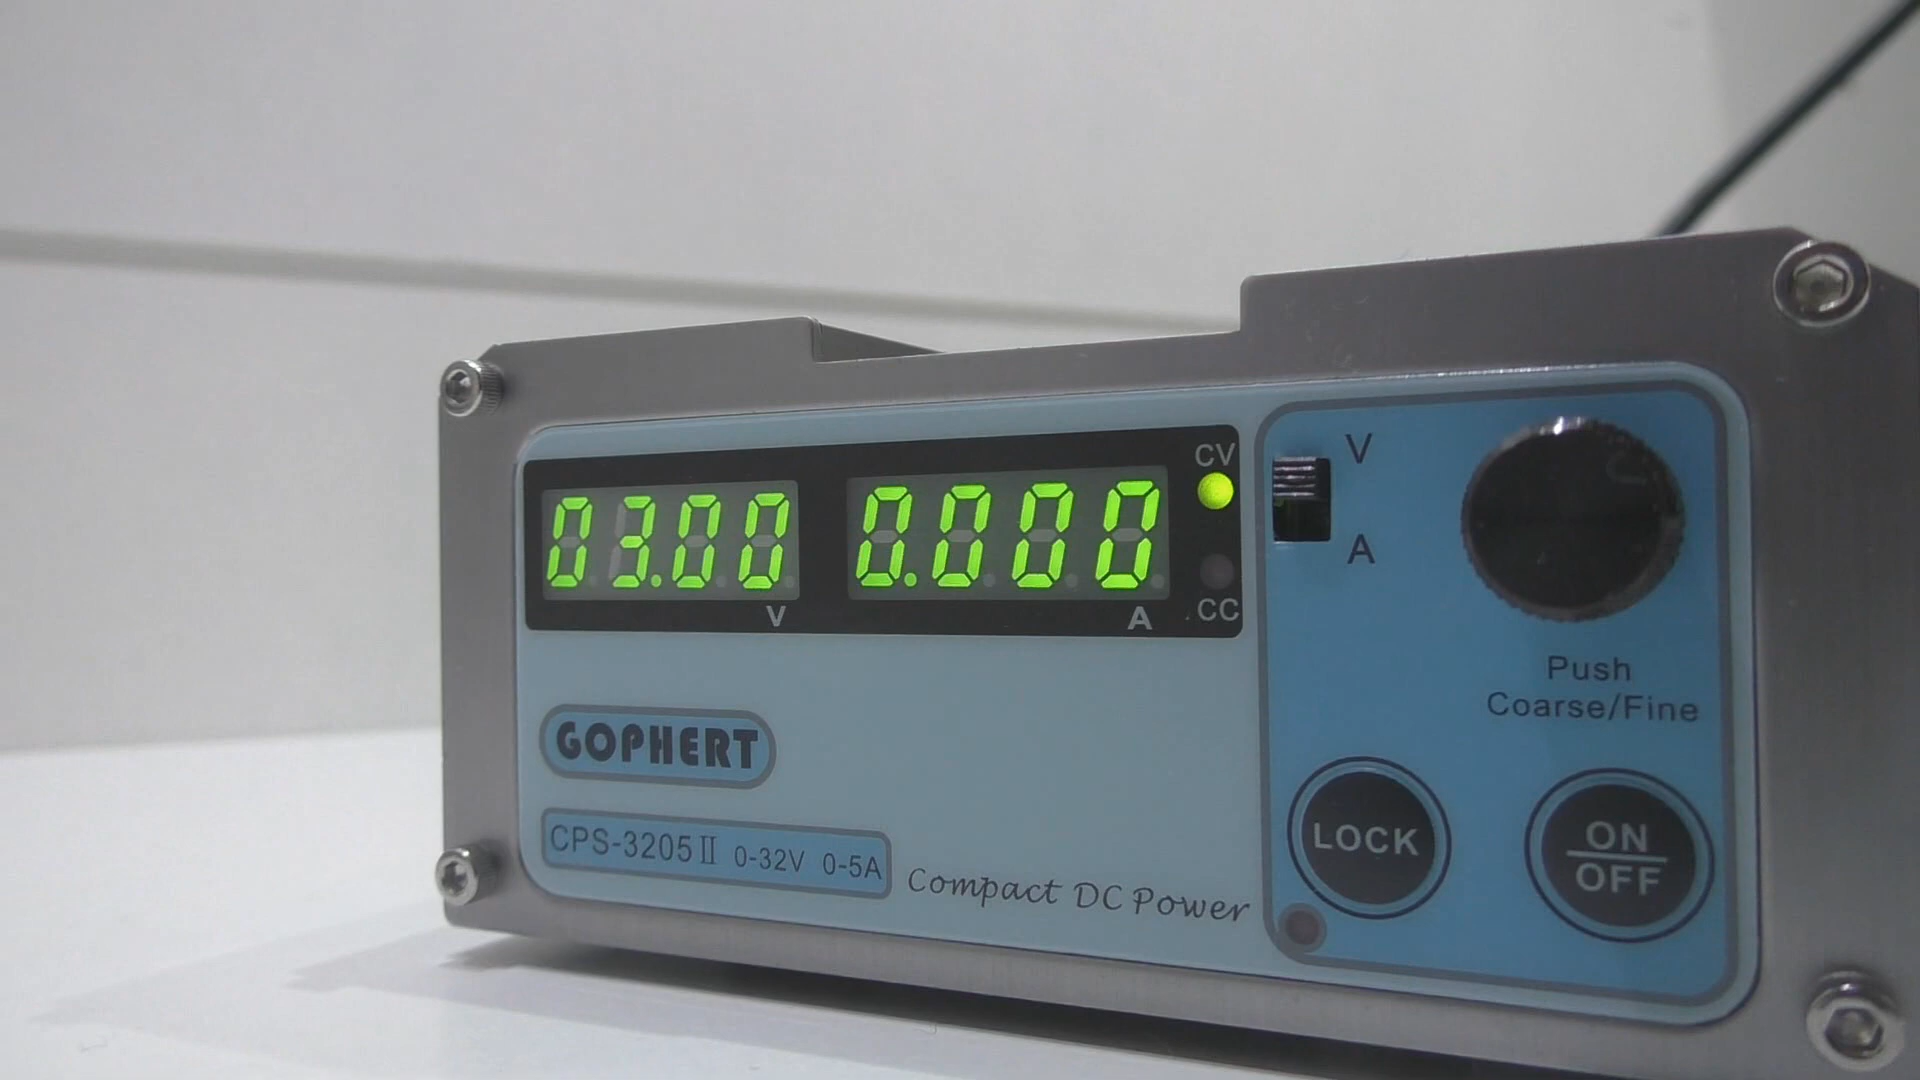 03.00
V
0.000
A
CV
CC
V
A
Push
Coarse/Fine
GOPHERT
CPS-3205Ⅱ 0-32V 0-5A
Compact DC Power
LOCK
ON
OFF